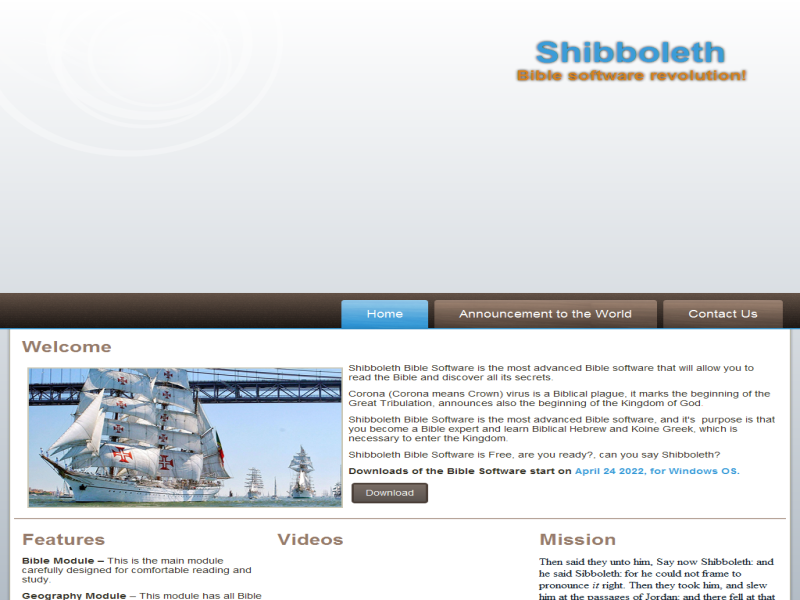 Shibboleth
Bible software revolution!
Home
Announcement to the World
Contact Us
Welcome
Shibboleth Bible Software is the most advanced Bible software that will allow you to
read the Bible and discover all its secrets.
Corona (Corona means Crown) virus is a Biblical plague, it marks the beginning of the
Great Tribulation, announces also the beginning of the Kingdom of God.
Shibboleth Bible Software is the most advanced Bible software, and it's  purpose is that
you become a Bible expert and learn Biblical Hebrew and Koine Greek, which is
necessary to enter the Kingdom.
Shibboleth Bible Software is Free, are you ready?, can you say Shibboleth?
Downloads of the Bible Software start on April 24 2022, for Windows OS.
Download
Features
Bible Module – This is the main module
carefully designed for comfortable reading and
study.
Geography Module – This module has all Bible
Videos
Mission
Then said they unto him, Say now Shibboleth: and
he said Sibboleth: for he could not frame to
pronounce it right. Then they took him, and slew
him at the passages of Jordan: and there fell at that